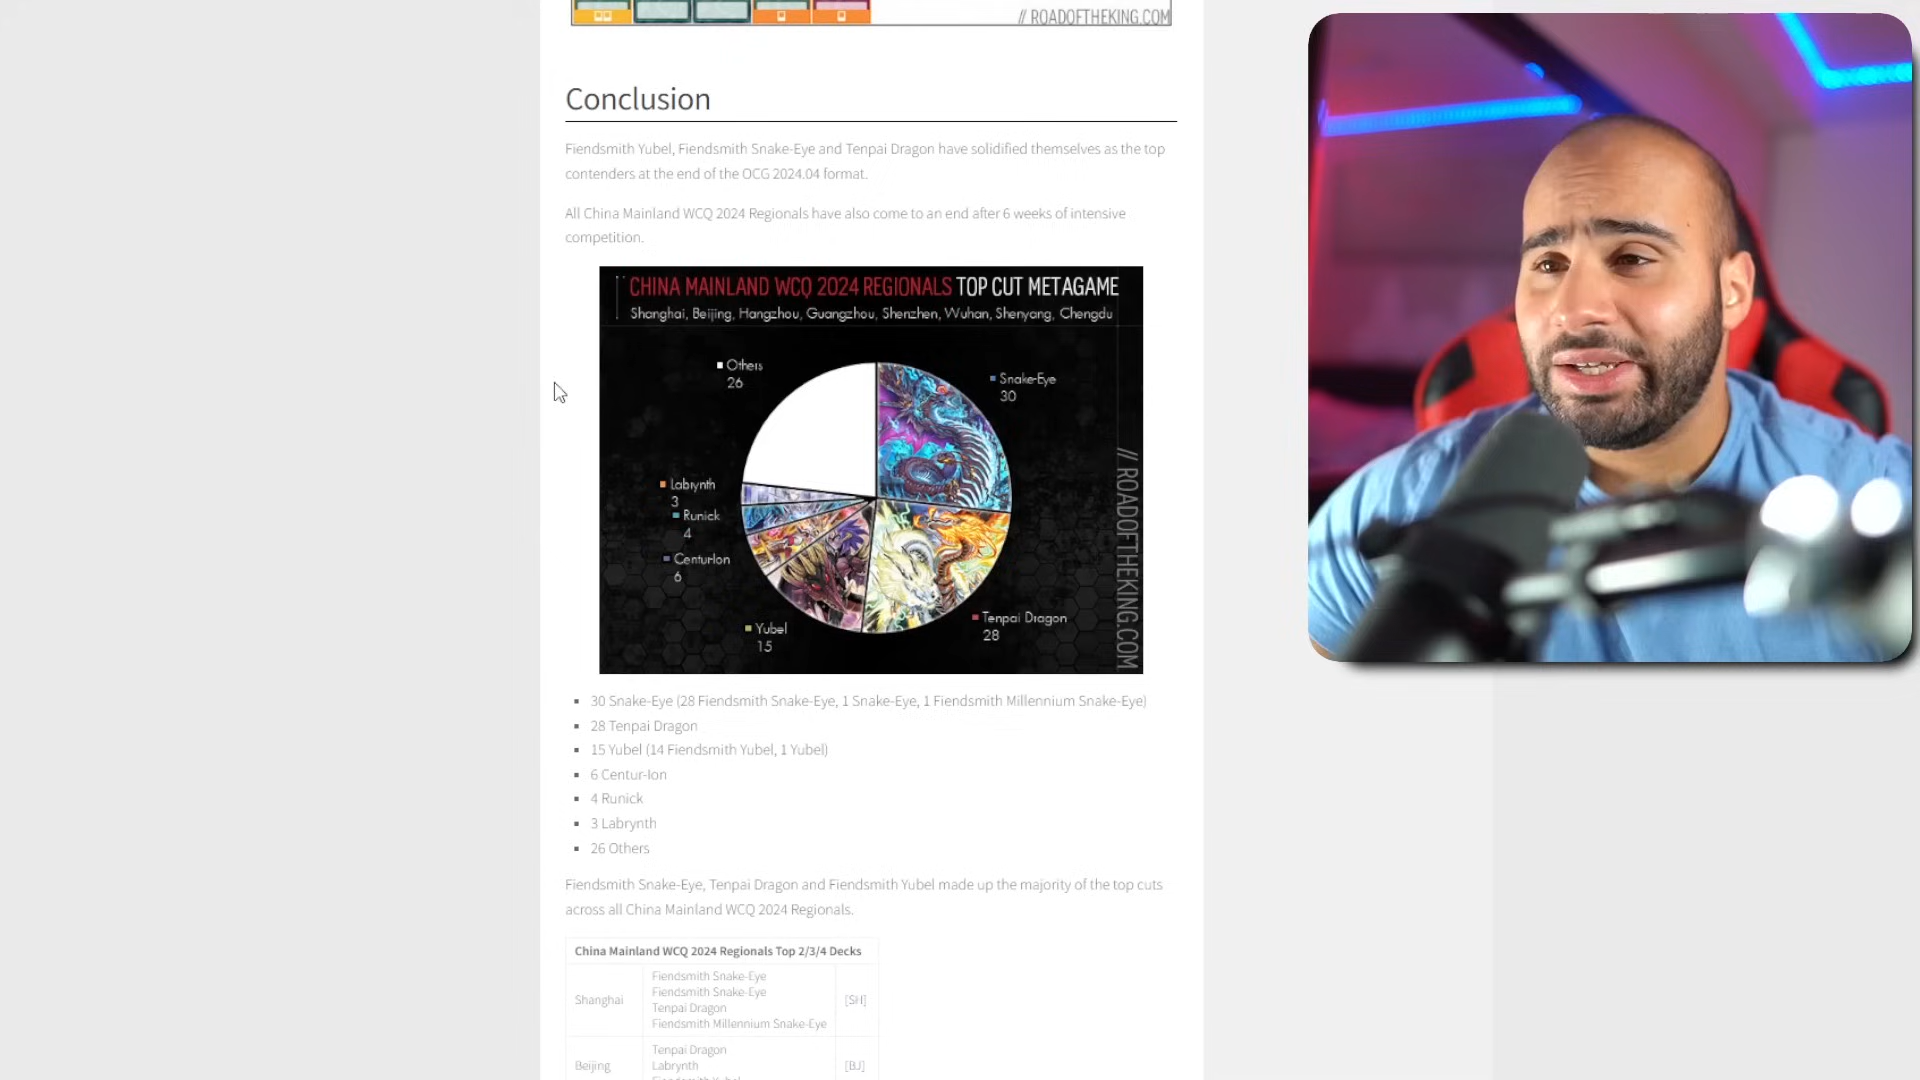 // ROADOFTHEKING.COM
Conclusion
Fiendsmith Yubel, Fiendsmith Snake-Eye and Tenpai Dragon have solidified themselves as the top
contenders at the end of the OCG 2024.04 format.
All China Mainland WCQ 2024 Regionals have also come to an end after 6 weeks of intensive
competition.
CHINA MAINLAND WCQ 2024 REGIONALS TOP CUT METAGAME
Shanghai, Beijing, Hangzhou, Guangzhou, Shenzhen, Wuhan, Shenyang, Chengdu
Others
26
Snake-Eye
30
Labrynth
3
Runick
4
Centur-Ion
6
Yubel
15
Tenpai Dragon
28
// ROADOFTHEKING.COM
▪ 30 Snake-Eye (28 Fiendsmith Snake-Eye, 1 Snake-Eye, 1 Fiendsmith Millennium Snake-Eye)
▪ 28 Tenpai Dragon
▪ 15 Yubel (14 Fiendsmith Yubel, 1 Yubel)
▪ 6 Centur-Ion
▪ 4 Runick
▪ 3 Labrynth
▪ 26 Others
Fiendsmith Snake-Eye, Tenpai Dragon and Fiendsmith Yubel made up the majority of the top cuts
across all China Mainland WCQ 2024 Regionals.
China Mainland WCQ 2024 Regionals Top 2/3/4 Decks
Shanghai
Fiendsmith Snake-Eye
Fiendsmith Snake-Eye
Tenpai Dragon
Fiendsmith Millennium Snake-Eye
[SH]
Beijing
Tenpai Dragon
Labrynth
Fiendsmith Yubel
[BJ]